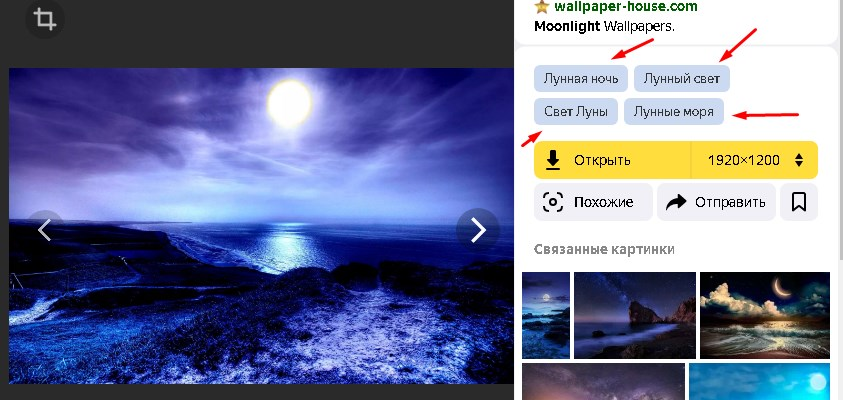 wallpaper-house.com
Moonlight Wallpapers.
Лунная ночь Лунный свет
Свет Луны Лунные моря
Открыть 1920×1200
Похожие Отправить
Связанные картинки